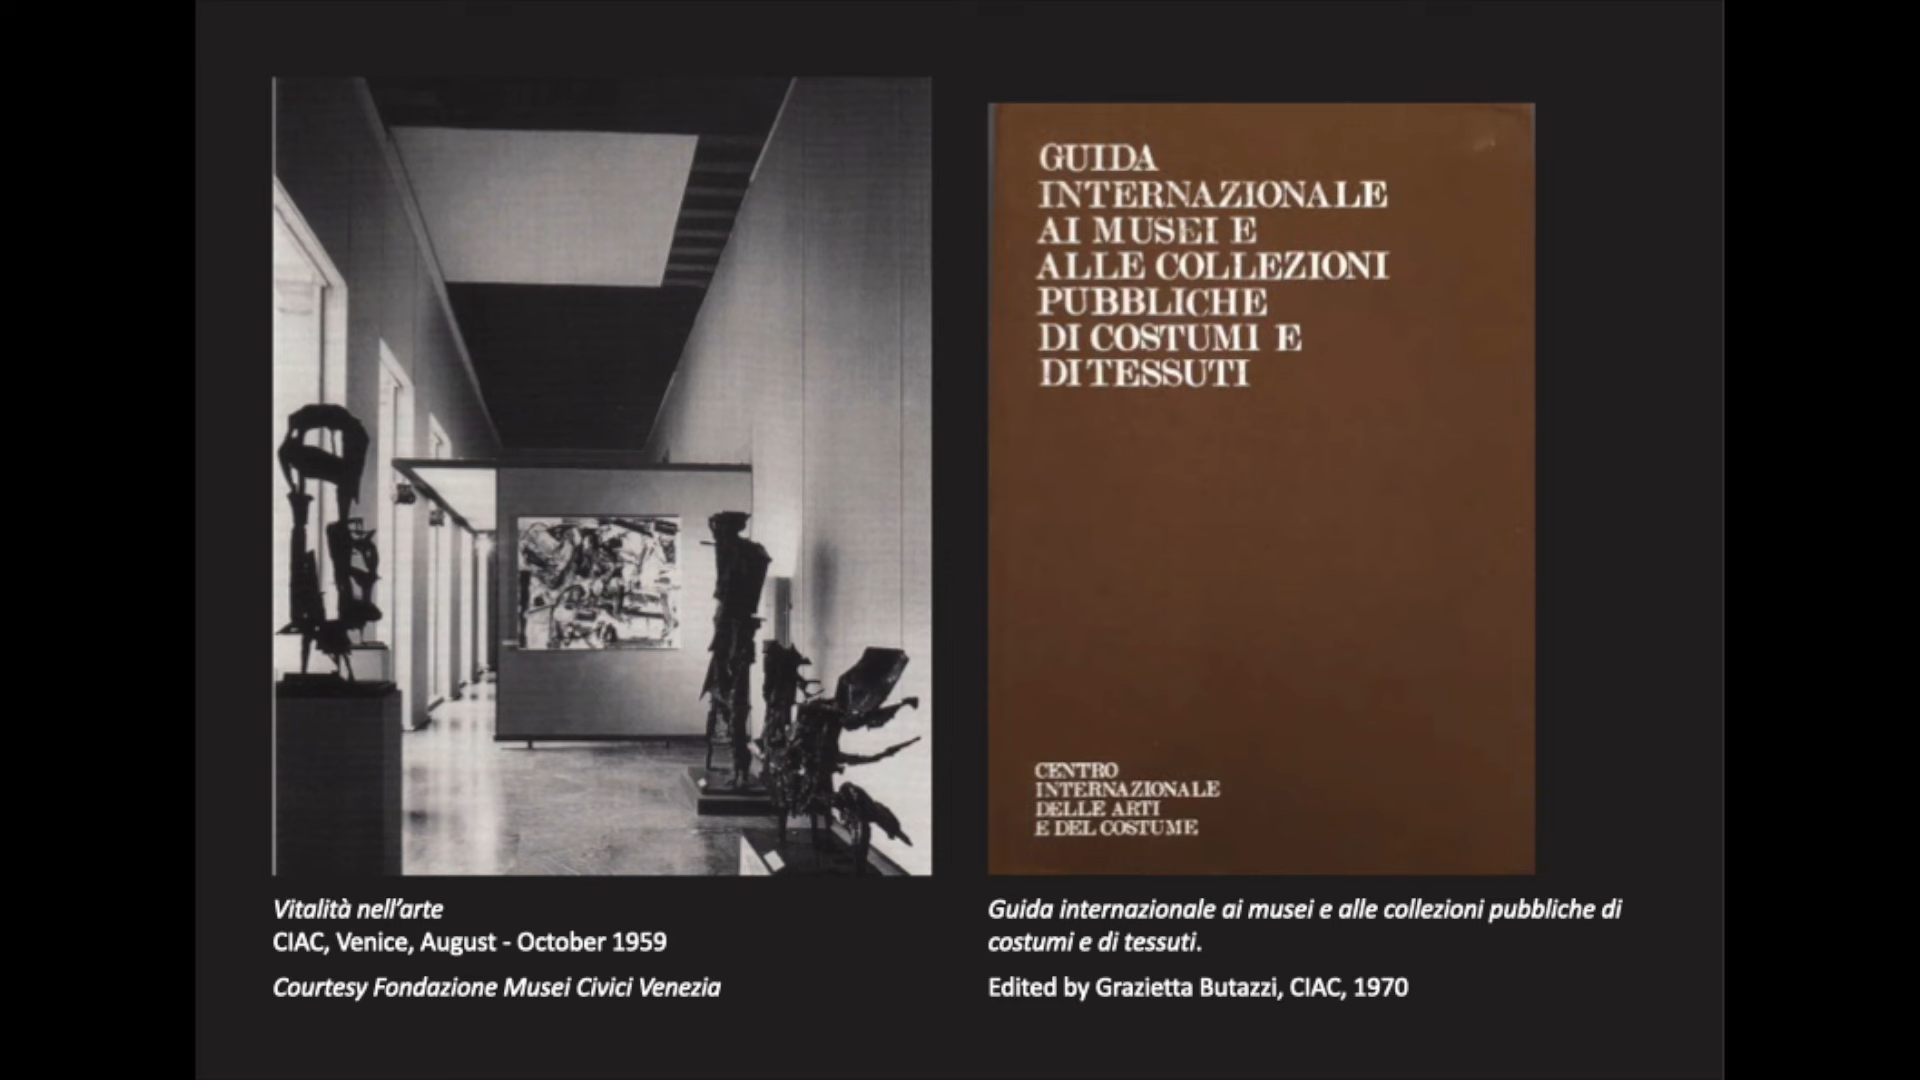 GUIDA
INTERNAZIONALE
AI MUSEI E
ALLE COLLEZIONI
PUBBLICHE
DI COSTUMI E
DI TESSUTI
CENTRO
INTERNAZIONALE
DELLE ARTI
E DEL COSTUME
Vitalità nell'arte
CIAC, Venice, August - October 1959
Courtesy Fondazione Musei Civici Venezia
Guida internazionale ai musei e alle collezioni pubbliche di
costumi e di tessuti.
Edited by Grazietta Butazzi, CIAC, 1970